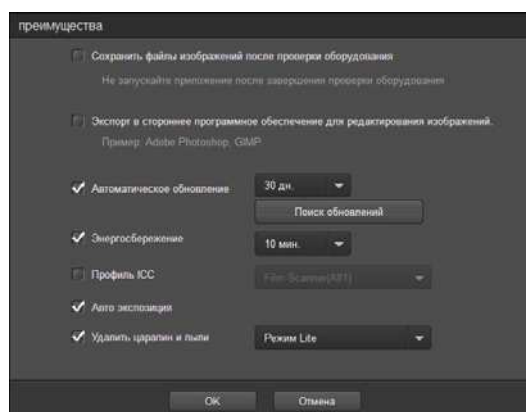 преимущества
Сохранить файлы изображений после проверки оборудования
Не запускайте приложение после завершения проверки оборудования
Экспорт в стороннее программное обеспечение для редактирования изображений.
Пример: Adobe Photoshop, GIMP
Автоматическое обновление 30 дн.
Поиск обновлений
Энергосбережение 10 мин.
Профиль ICC Film Scanner(Afl1)
Авто экспозиция
Удалить царапин и пыли Режим Lite
OK Отмена